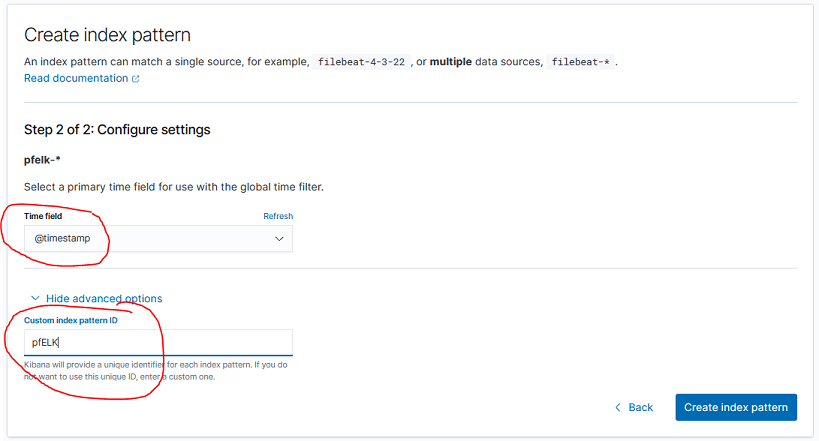 Create index pattern
An index pattern can match a single source, for example, filebeat-4-3-22 , or multiple data sources, filebeat-* .
Read documentation
Step 2 of 2: Configure settings
pfelk-*
Select a primary time field for use with the global time filter.
Time field Refresh
@timestamp
Hide advanced options
Custom index pattern ID
pfELK
Kibana will provide a unique identifier for each index pattern. If you do
not want to use this unique ID, enter a custom one.
Back Create index pattern